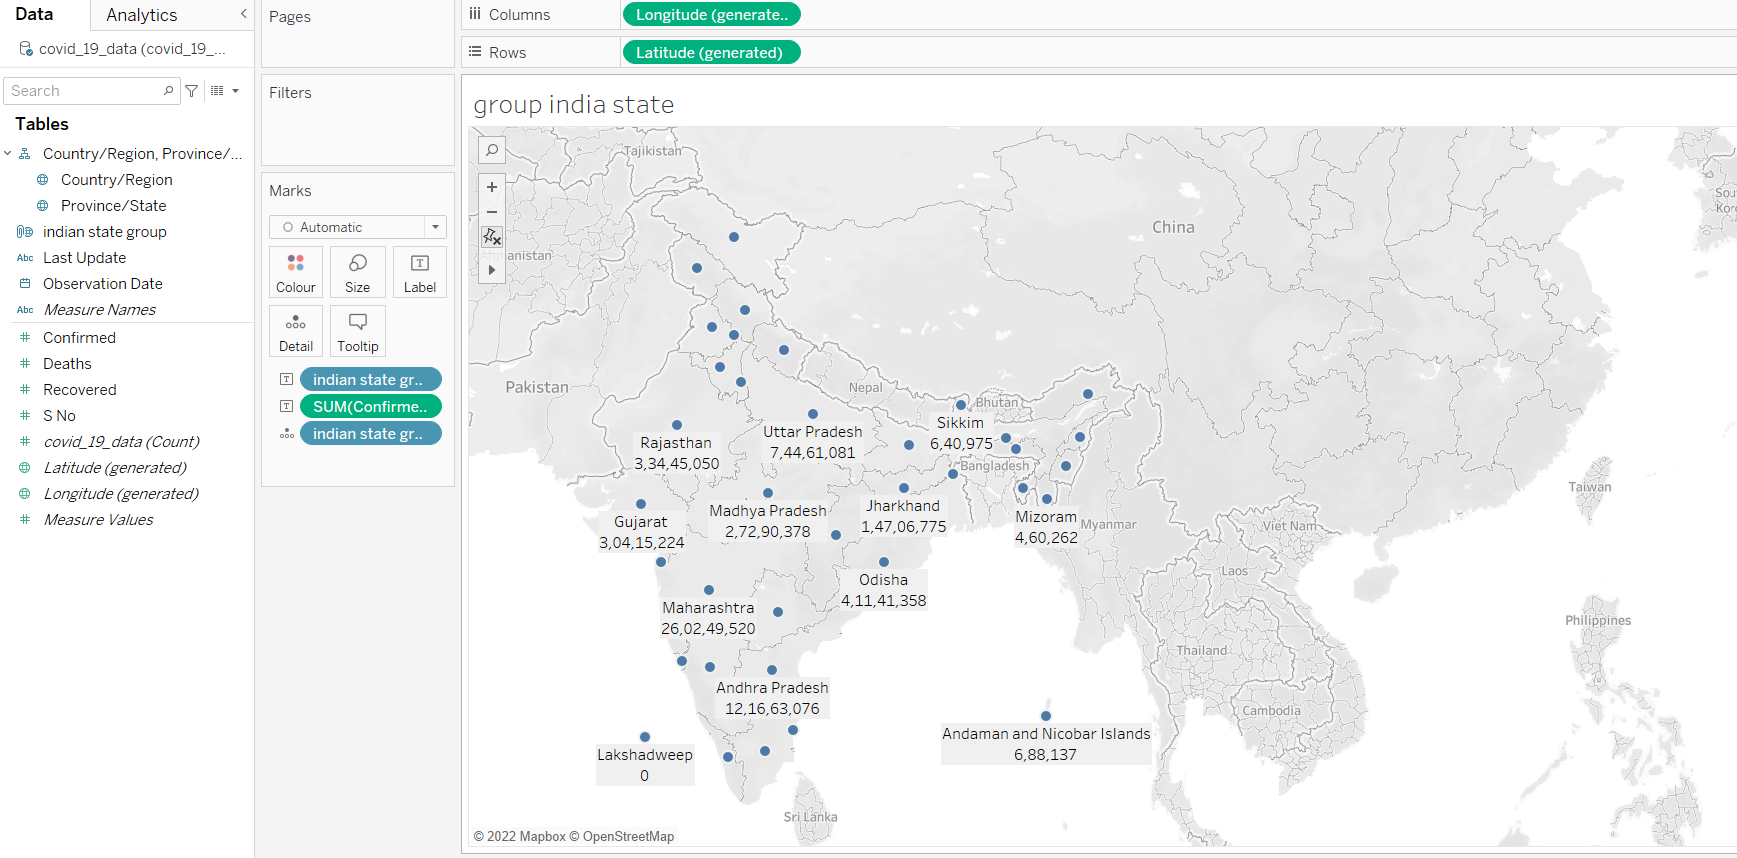 Data
Analytics
covid_19_data (covid_19_...
Search
Tables
Country/Region, Province/...
Country/Region
Province/State
indian state group
Abc Last Update
Observation Date
Abc Measure Names
# Confirmed
# Deaths
# Recovered
# S No
# covid_19_data (Count)
Latitude (generated)
Longitude (generated)
# Measure Values
Pages
Filters
Marks
Automatic
Colour
Size
T
Label
Detail
Tooltip
T indian state gr..
T SUM(Confirme..
indian state gr..
Columns
Longitude (generate..
Rows
Latitude (generated)
group india state
Tajikistan
China
Sou
Kore
ghanistan
Pakistan
Nepal
Bhutan
Sikkim
6,40,975
Uttar Pradesh
7,44,61,081
Rajasthan
3,34,45,050
Bangladesh
Taiwan
Madhya Pradesh
2,72,90,378
Jharkhand
1,47,06,775
Mizoram
4,60,262
Myanmar
Gujarat
3,04,15,224
Viet Nam
Laos
Odisha
4,11,41,358
Maharashtra
26,02,49,520
Philippines
Thailand
Andhra Pradesh
12,16,63,076
Cambodia
Andaman and Nicobar Islands
6,88,137
Lakshadweep
0
Sri Lanka
© 2022 Mapbox © OpenStreetMap